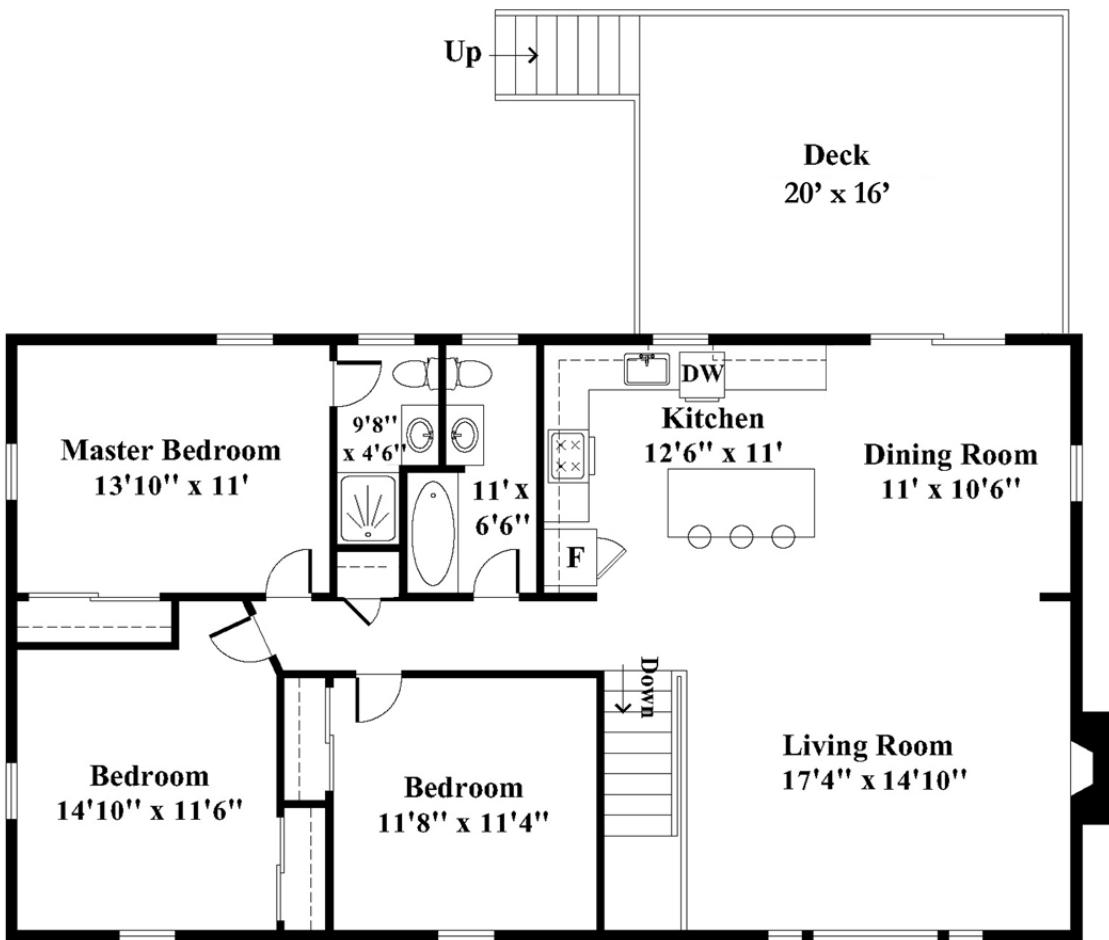 Up
Deck
20’ x 16’
Master Bedroom
13'10" x 11'
9'8"
x 4'6"
11' x
6'6"
DW
Kitchen
12'6" x 11'
Dining Room
11' x 10'6"
F
Down
Bedroom
14'10" x 11'6"
Bedroom
11'8" x 11'4"
Living Room
17'4" x 14'10"